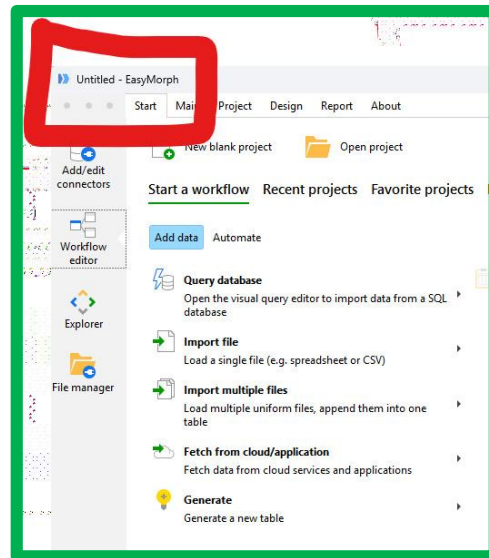 Untitled - EasyMorph
Start Main Project Design Report About
New blank project Open project
Add/edit
connectors
Start a workflow Recent projects Favorite projects
Workflow
editor
Add data Automate
Query database
Open the visual query editor to import data from a SQL
database
Explorer
Import file
Load a single file (e.g. spreadsheet or CSV)
File manager
Import multiple files
Load multiple uniform files, append them into one
table
Fetch from cloud/application
Fetch data from cloud services and applications
Generate
Generate a new table